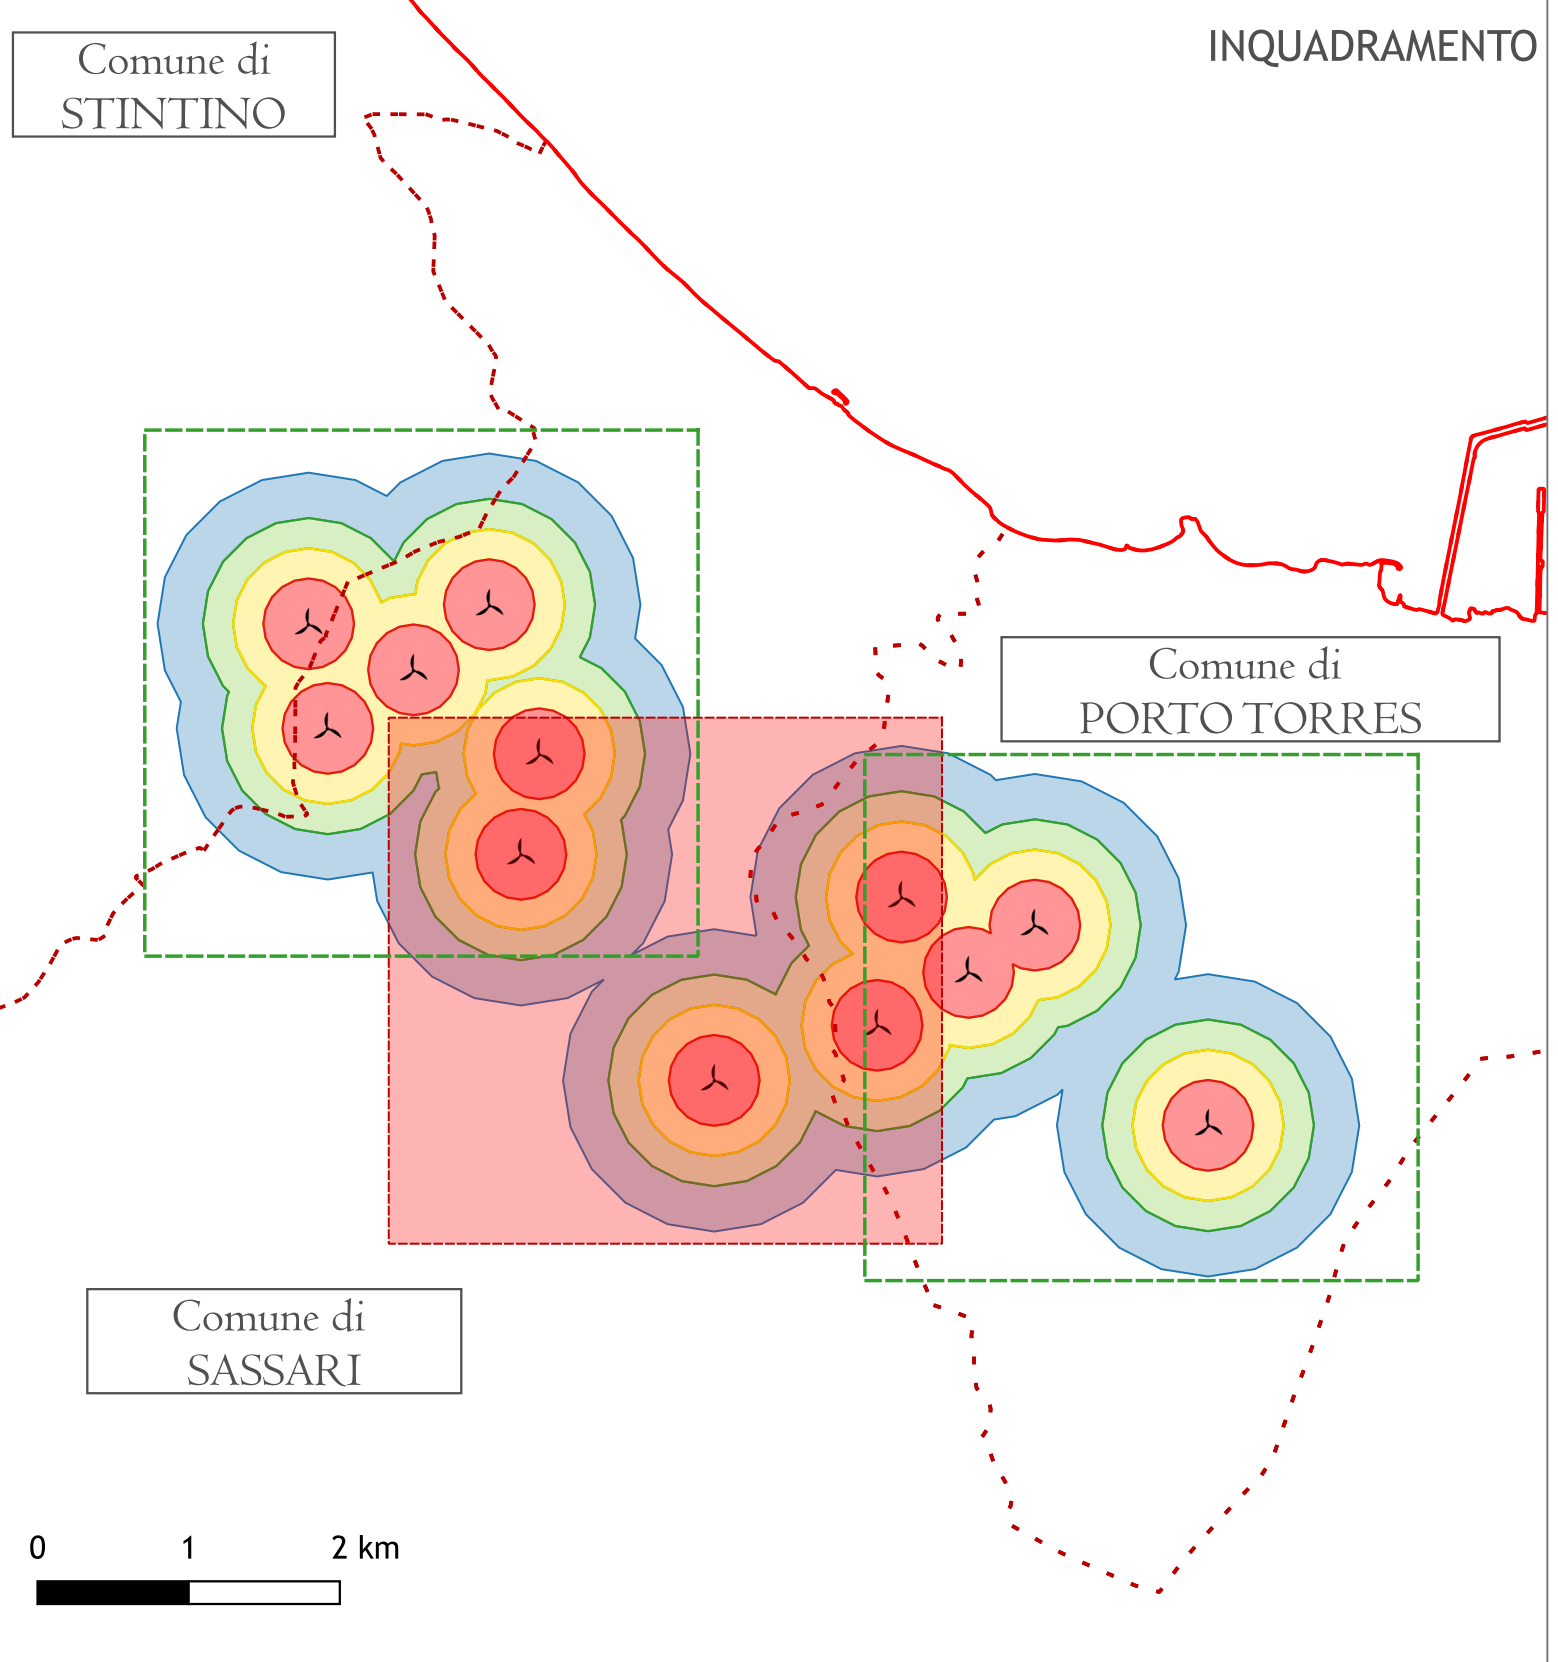 INQUADRAMENTO
Comune di
STINTINO
Comune di
PORTO TORRES
Comune di
SASSARI
0 1 2 km